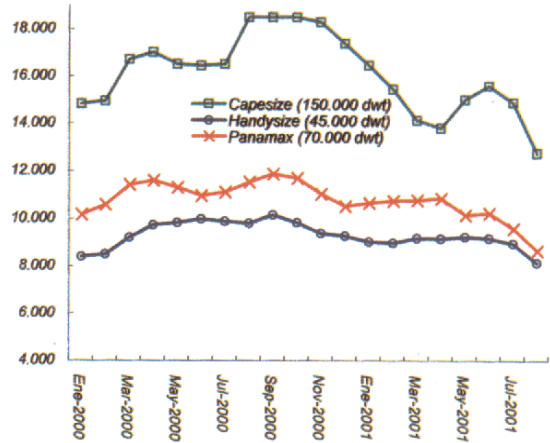 18.000
16.000
14.000
12.000
10.000
8.000
6.000
4.000
Capesize (150.000 dwt)
Handysize (45.000 dwt)
Panamax (70.000 dwt)
Ene-2000
Mar-2000
May-2000
Jul-2000
Sep-2000
Nov-2000
Ene-2001
Mar-2001
May-2001
Jul-2001